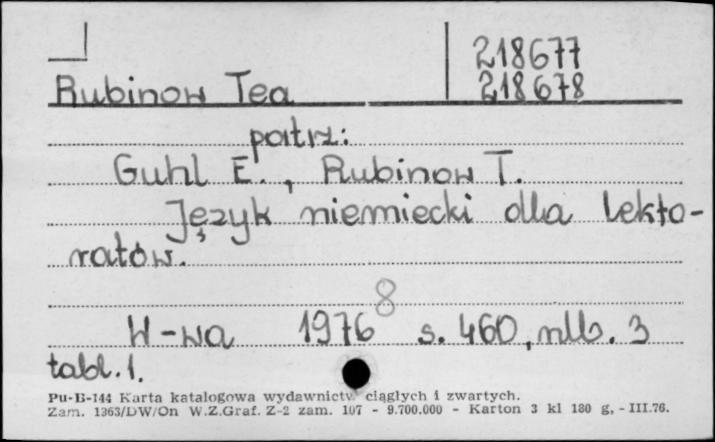 218677
218678
Rubinow Tea
patrz:
Guhl E., Rubinow T.
Język niemiecki dla lekto-
ratów.
8
W-wa 1976 s. 460, nlb. 3
tabl. 1.
Pu-B-144 Karta katalogowa wydawnictw ciągłych i zwartych.
Zam. 1363/DW/On W.Z.Graf. Z-2 zam. 107 - 9.700.000 - Karton 3 kl 180 g, - III.76.